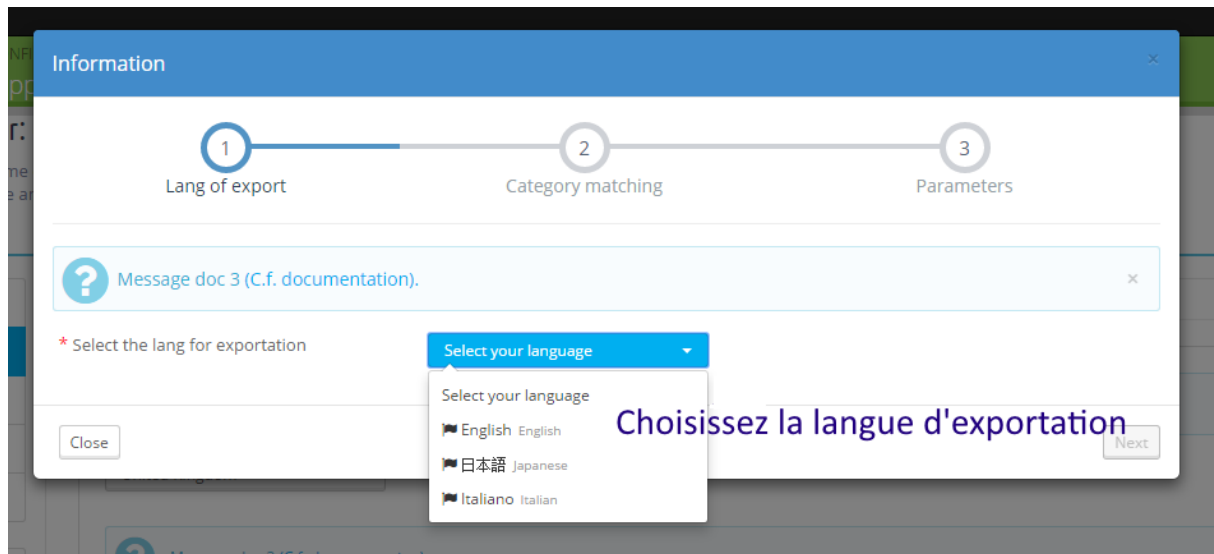 Information
×
1
2
3
Lang of export
Category matching
Parameters
?
Message doc 3 (C.f. documentation).
×
* Select the lang for exportation
Select your language
Select your language
English English
日本語 Japanese
Italiano Italian
Choisissez la langue d'exportation
Close
Next